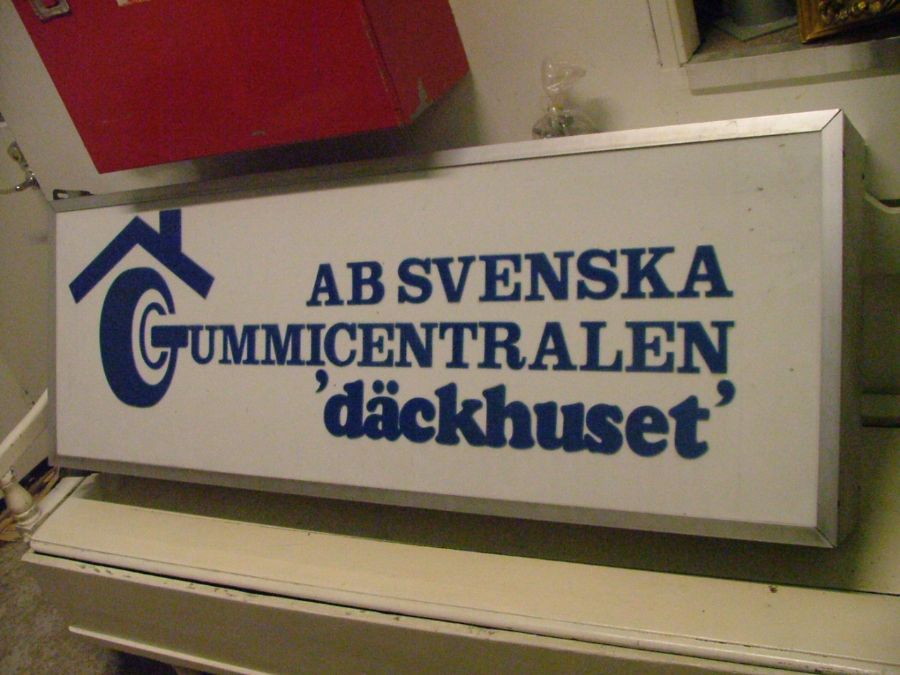 AB SVENSKA
GUMMICENTRALEN
'däckhuset'